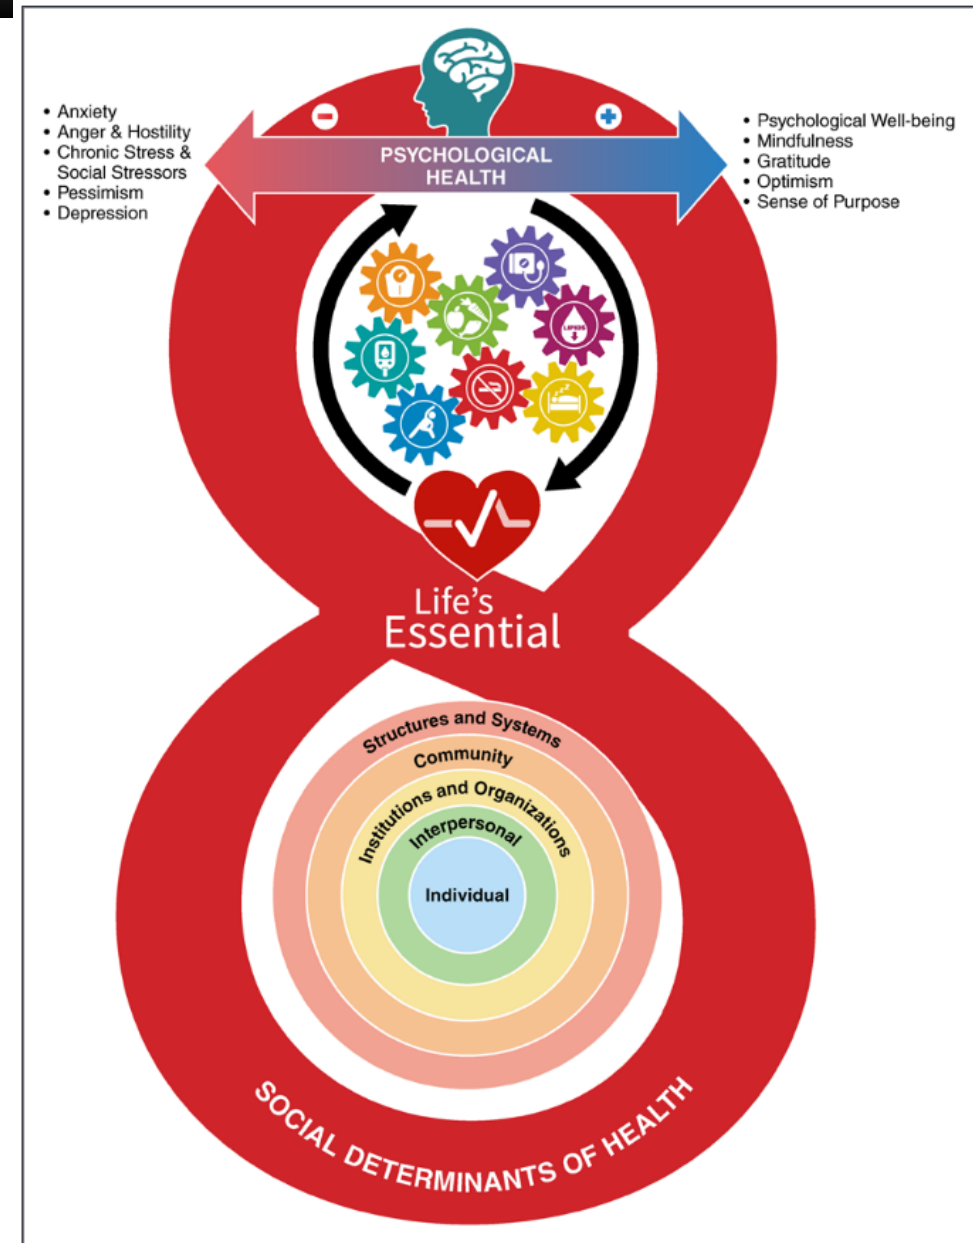 • Anxiety
• Anger & Hostility
• Chronic Stress &
Social Stressors
• Pessimism
• Depression
PSYCHOLOGICAL
HEALTH
• Psychological Well-being
• Mindfulness
• Gratitude
• Optimism
• Sense of Purpose
LIPIDS
Life's
Essential
Structures and Systems
Community
Institutions and Organizations
Interpersonal
Individual
SOCIAL DETERMINANTS OF HEALTH